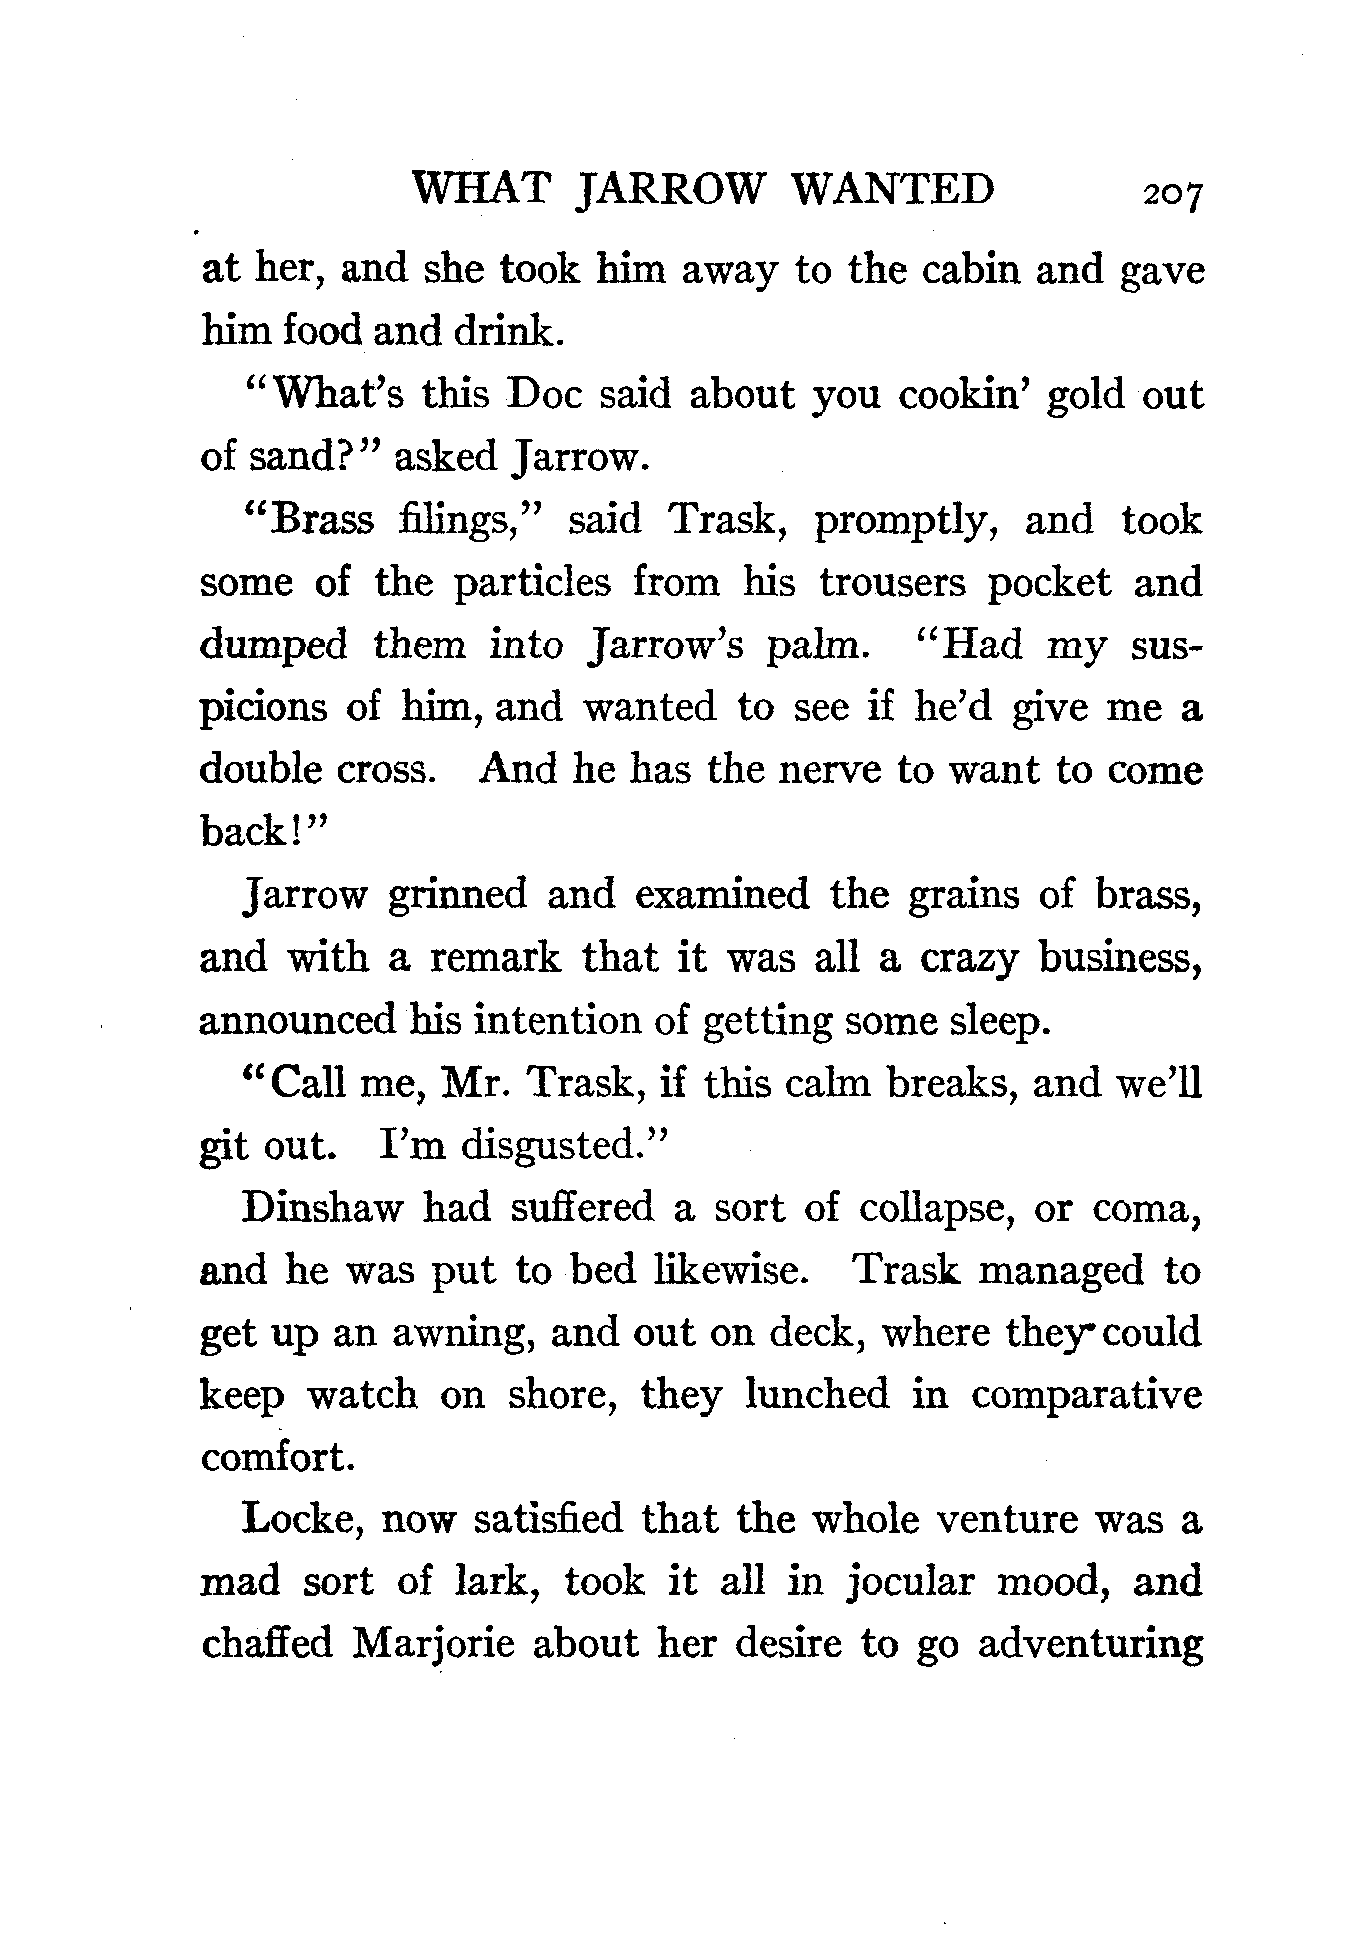 WHAT JARROW WANTED 207
at her, and she took him away to the cabin and gave
him food and drink.
"What's this Doc said about you cookin' gold out
of sand?" asked Jarrow.
"Brass filings," said Trask, promptly, and took
some of the particles from his trousers pocket and
dumped them into Jarrow's palm. "Had my sus-
picions of him, and wanted to see if he'd give me a
double cross. And he has the nerve to want to come
back!"
Jarrow grinned and examined the grains of brass,
and with a remark that it was all a crazy business,
announced his intention of getting some sleep.
"Call me, Mr. Trask, if this calm breaks, and we'll
git out. I'm disgusted."
Dinshaw had suffered a sort of collapse, or coma,
and he was put to bed likewise. Trask managed to
get up an awning, and out on deck, where they could
keep watch on shore, they lunched in comparative
comfort.
Locke, now satisfied that the whole venture was a
mad sort of lark, took it all in jocular mood, and
chaffed Marjorie about her desire to go adventuring